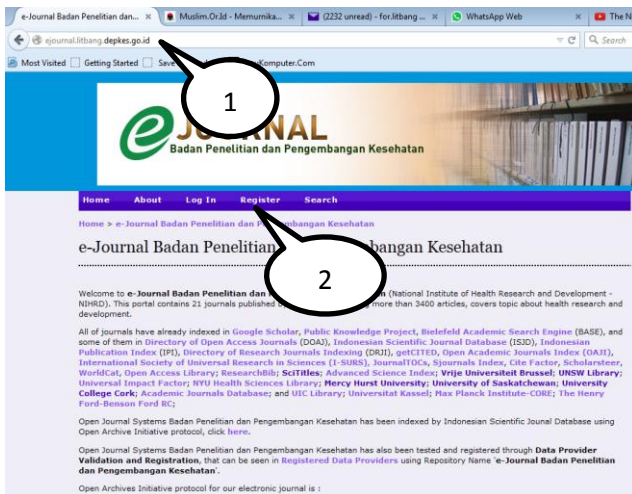 e-Journal Badan Penelitian dan... × Muslim.Or.Id - Memurnika... × (2232 unread) - for.litbang ... × WhatsApp Web × The N
ejournal.litbang.depkes.go.id Search
Most Visited Getting Started Komputer.Com
1
eJOURNAL
Badan Penelitian dan Pengembangan Kesehatan
Home About Log In Register Search
Home > e-Journal Badan Penelitian dan Kesehatan
e-Journal Badan Penelitian Kesehatan
2
Welcome to e-Journal Badan Penelitian dan (National Institute of Health Research and Development -
NIHRD). This portal contains 21 journals published more than 3400 articles, covers topic about health research and
development.
All of journals have already indexed in Google Scholar, Public Knowledge Project, Bielefeld Academic Search Engine (BASE), and
some of them in Directory of Open Access Journals (DOAJ), Indonesian Scientific Journal Database (ISJD), Indonesian
Publication Index (IPI), Directory of Research Journals Indexing (DRJI), getCITED, Open Academic Journals Index (OAJI),
International Society of Universal Research in Sciences (I-SURS), JournalTOCs, Sjournals Index, Cite Factor, Scholarsteer,
WorldCat, Open Access Library; ResearchBib; SciTitles; Advanced Science Index; Vrije Universiteit Brussel; UNSW Library;
Universal Impact Factor; NYU Health Sciences Library; Mercy Hurst University; University of Saskatchewan; University
College Cork; Academic Journals Database; and UIC Library; Universitat Kassel; Max Planck Institute-CORE; The Henry
Ford-Benson Ford RC;
Open Journal Systems Badan Penelitian dan Pengembangan Kesehatan has been indexed by Indonesian Scientific Jounal Database using
Open Archive Initiative protocol, click here.
Open Journal Systems Badan Penelitian dan Pengembangan Kesehatan has also been tested and registered through Data Provider
Validation and Registration, that can be seen in Registered Data Providers using Repository Name 'e-Journal Badan Penelitian
dan Pengembangan Kesehatan'.
Open Archives Initiative protocol for our electronic journal is :